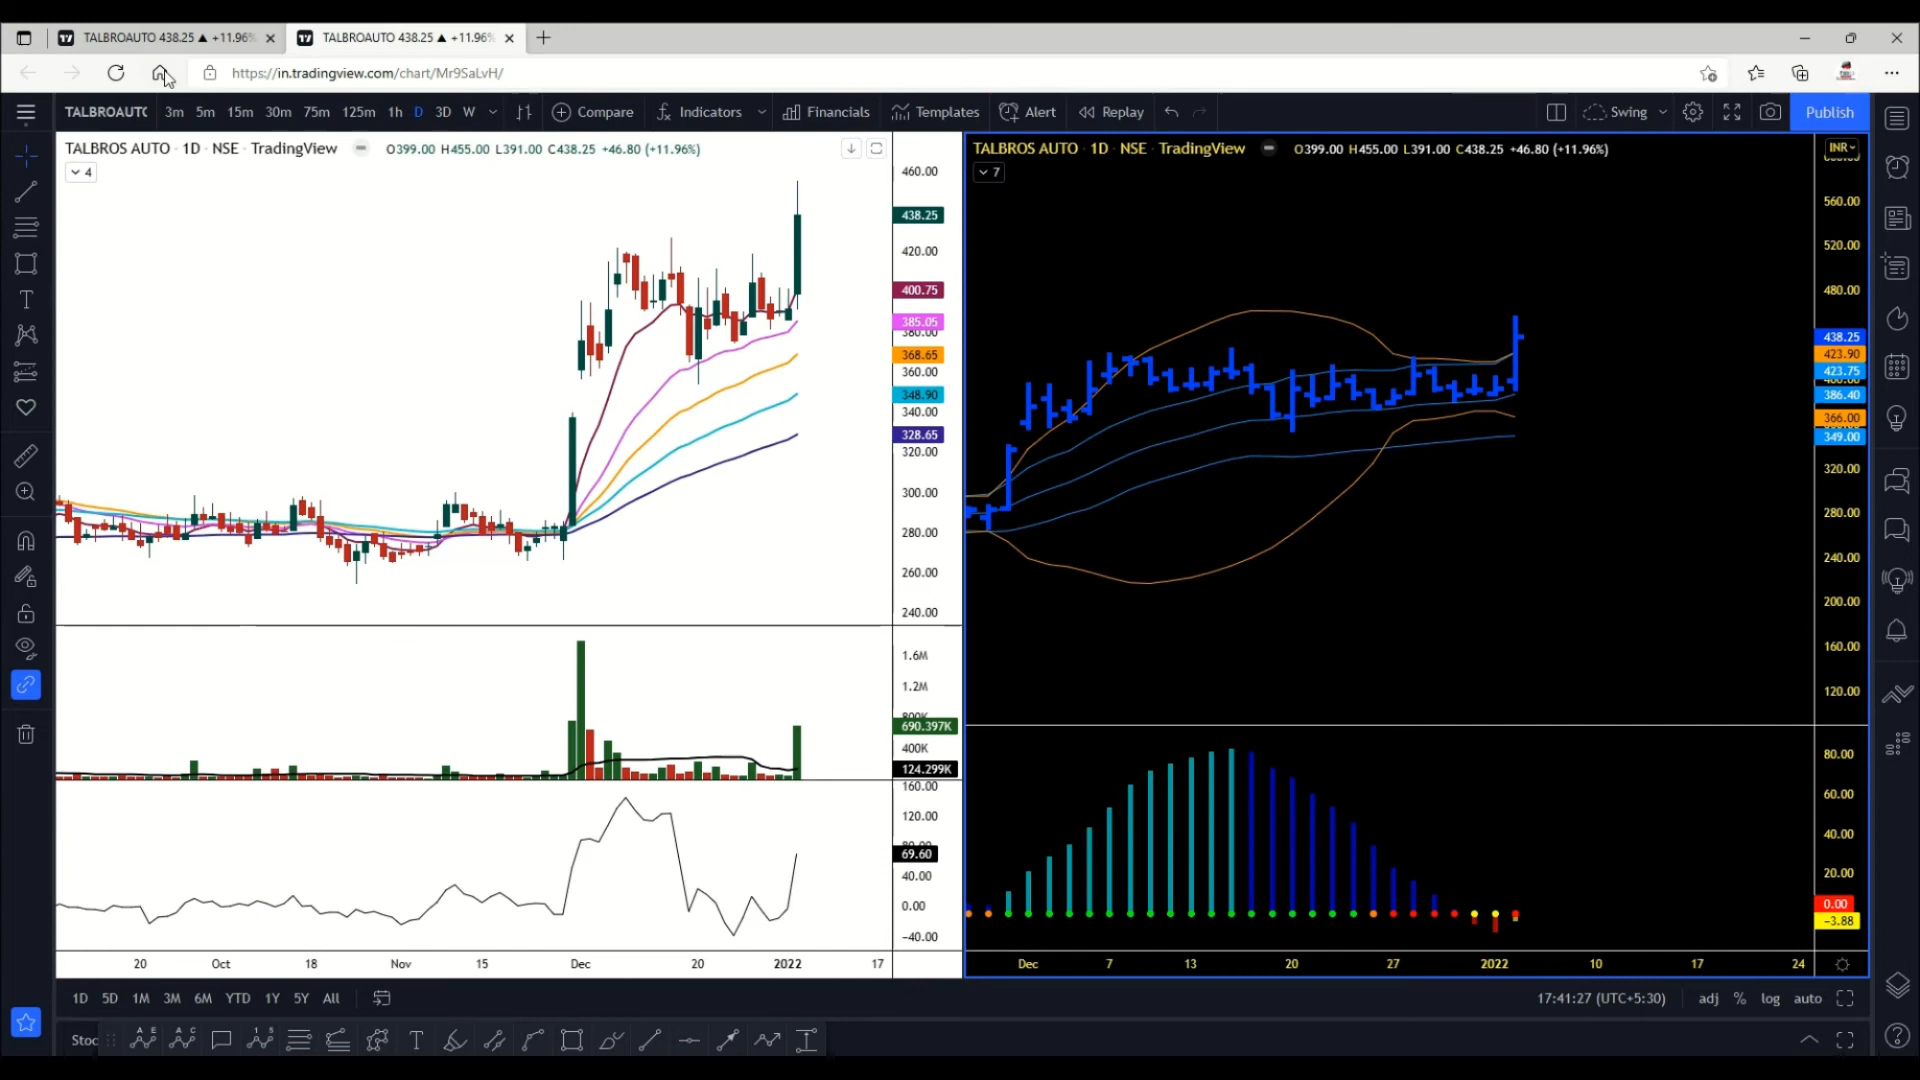 TALBROAUTO 438.25 ▲ +11.96%
TALBROAUTO 438.25 ▲ +11.96%
https://in.tradingview.com/chart/Mr9SaLvH/
TALBROAUTO 3m 5m 15m 30m 75m 125m 1h D 3D W Compare Indicators Financials Templates Alert Replay Swing Publish
TALBROS AUTO · 1D · NSE · TradingView O399.00 H455.00 L391.00 C438.25 +46.80 (+11.96%)
4
460.00
438.25
420.00
400.75
385.05
380.00
368.65
360.00
348.90
340.00
328.65
320.00
300.00
280.00
260.00
240.00
1.6M
1.2M
800K
690.397K
400K
124.299K
160.00
120.00
80.00
69.60
40.00
0.00
−40.00
20 Oct 18 Nov 15 Dec 20 2022 17
TALBROS AUTO · 1D · NSE · TradingView O399.00 H455.00 L391.00 C438.25 +46.80 (+11.96%)
INR
7
560.00
520.00
480.00
438.25
423.90
423.75
400.00
386.40
366.00
349.00
320.00
280.00
240.00
200.00
160.00
120.00
80.00
60.00
40.00
20.00
0.00
−3.88
Dec 7 13 20 27 2022 10 17 24
1D 5D 1M 3M 6M YTD 1Y 5Y All
17:41:27 (UTC+5:30) adj % log auto
Stoc